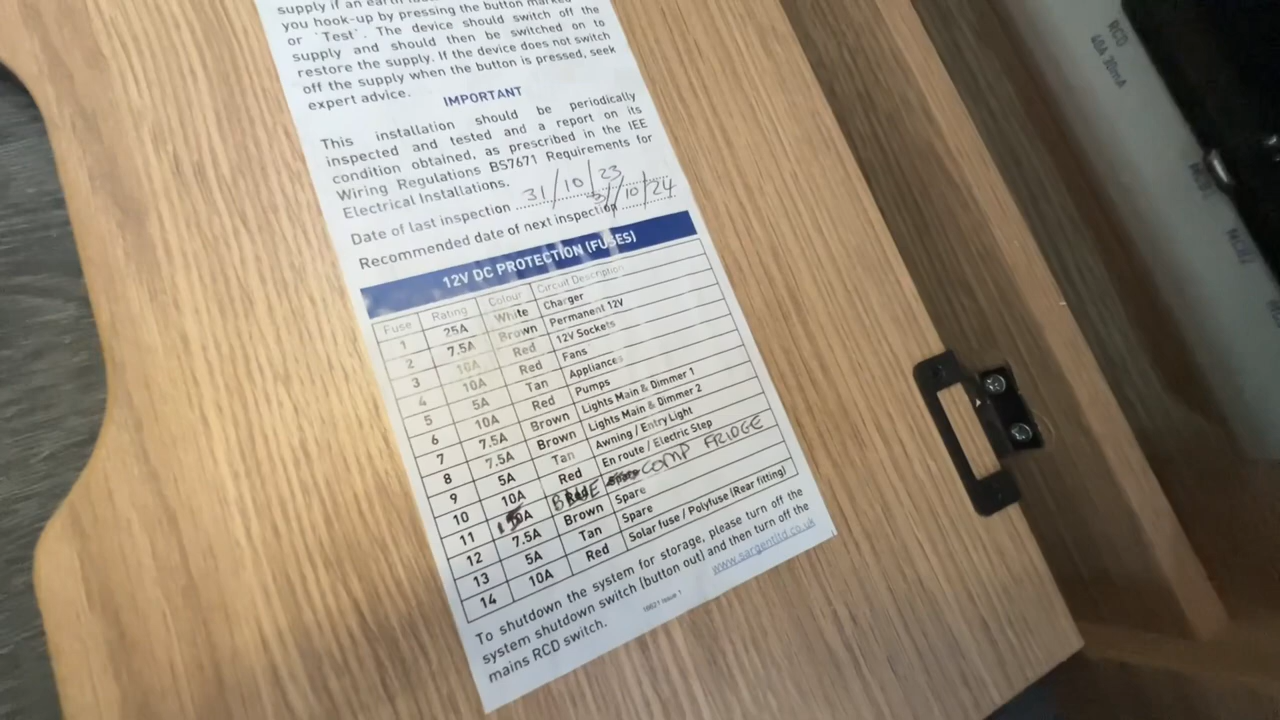 supply if an earth
you hook-up by pressing the button marked
or `Test`. The device should switch off the
supply and should then be switched on to
restore the supply. If the device does not switch
off the supply when the button is pressed, seek
expert advice.
IMPORTANT
This installation should be periodically
inspected and tested and a report on its
condition obtained, as prescribed in the IEE
Wiring Regulations BS7671 Requirements for
Electrical Installations.
Date of last inspection 31/10/23
Recommended date of next inspection 31/10/24
12V DC PROTECTION (FUSES)
Fuse Rating Colour Circuit Description
1 25A White Charger
2 7.5A Brown Permanent 12V
3 10A Red 12V Sockets
4 10A Red Fans
5 5A Tan Appliances
6 10A Red Pumps
7 7.5A Brown Lights Main & Dimmer 1
8 7.5A Brown Lights Main & Dimmer 2
9 5A Tan Awning / Entry Light
10 10A Red En route / Electric Step
11 15A BLUE COMP FRIDGE
12 7.5A Brown Spare
13 5A Tan Spare
14 10A Red Solar fuse / Polyfuse (Rear fitting)
To shutdown the system for storage, please turn off the
system shutdown switch (button out) and then turn off the
mains RCD switch.
www.sargentltd.co.uk
Issue 1
RCD
40A 30mA